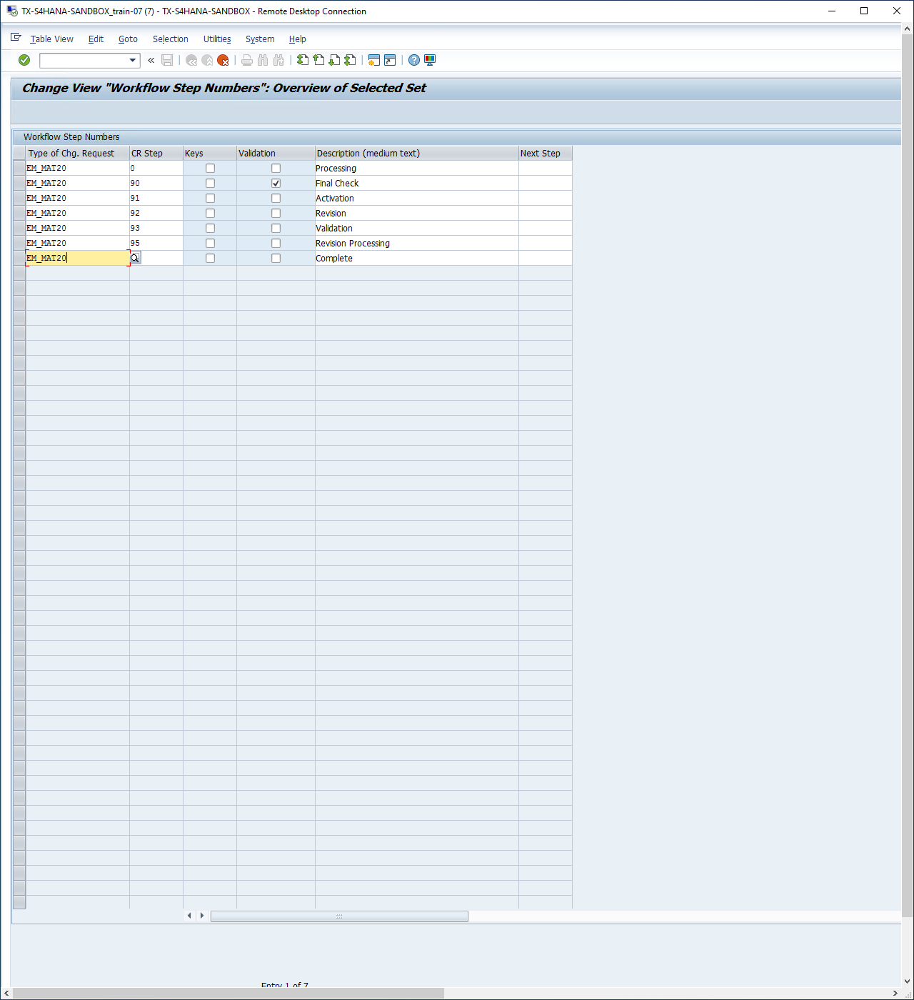 TX-S4HANA-SANDBOX_train-07 (7) - TX-S4HANA-SANDBOX - Remote Desktop Connection
Table View Edit Goto Selection Utilities System Help
Change View "Workflow Step Numbers": Overview of Selected Set
Workflow Step Numbers
Type of Chg. Request CR Step Keys Validation Description (medium text) Next Step
EM_MAT20 0 Processing
EM_MAT20 90 Final Check
EM_MAT20 91 Activation
EM_MAT20 92 Revision
EM_MAT20 93 Validation
EM_MAT20 95 Revision Processing
EM_MAT20 Complete
Entry 1 of 7